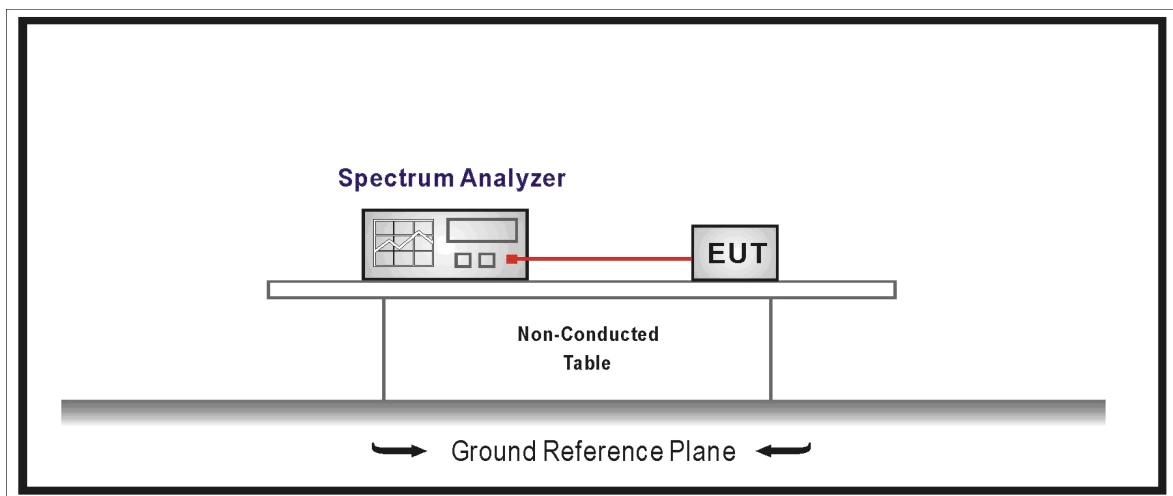 Spectrum Analyzer
EUT
Non-Conducted
Table
Ground Reference Plane